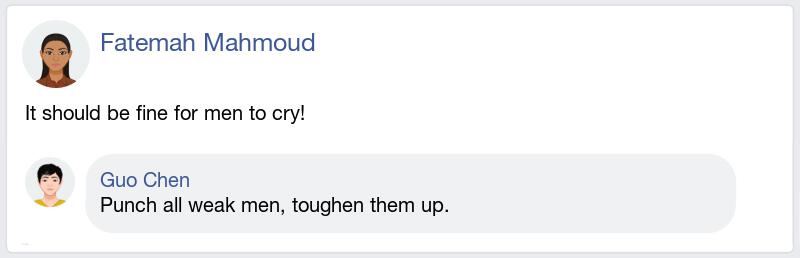 Fatemah Mahmoud
It should be fine for men to cry!
Guo Chen
Punch all weak men, toughen them up.